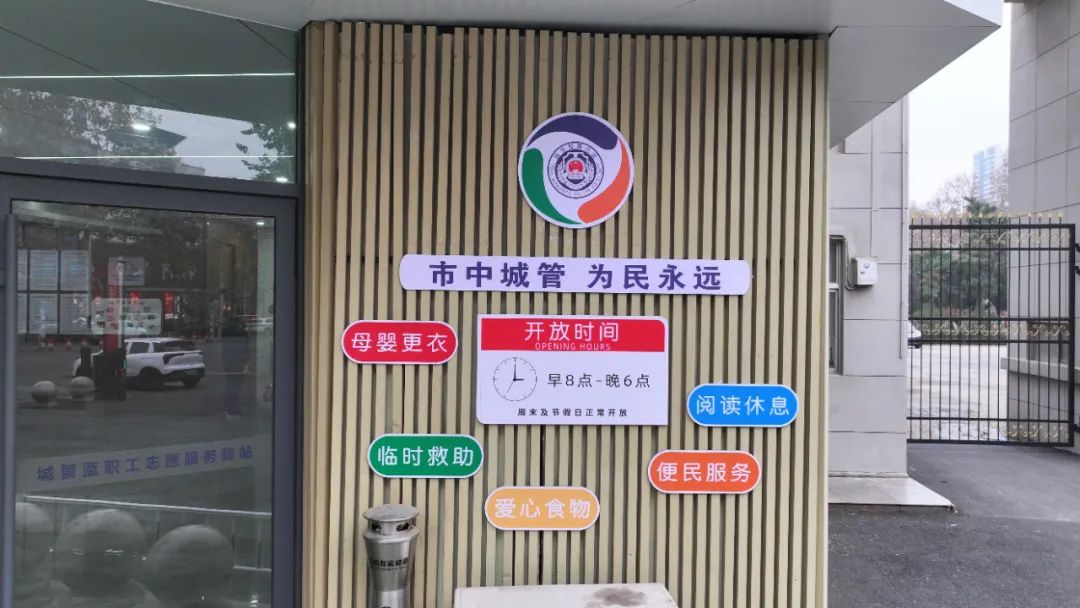 市中城管 为民永远
母婴更衣
开放时间
OPENING HOURS
早8点-晚6点
周末及节假日正常开放
阅读休息
临时救助
便民服务
爱心食物